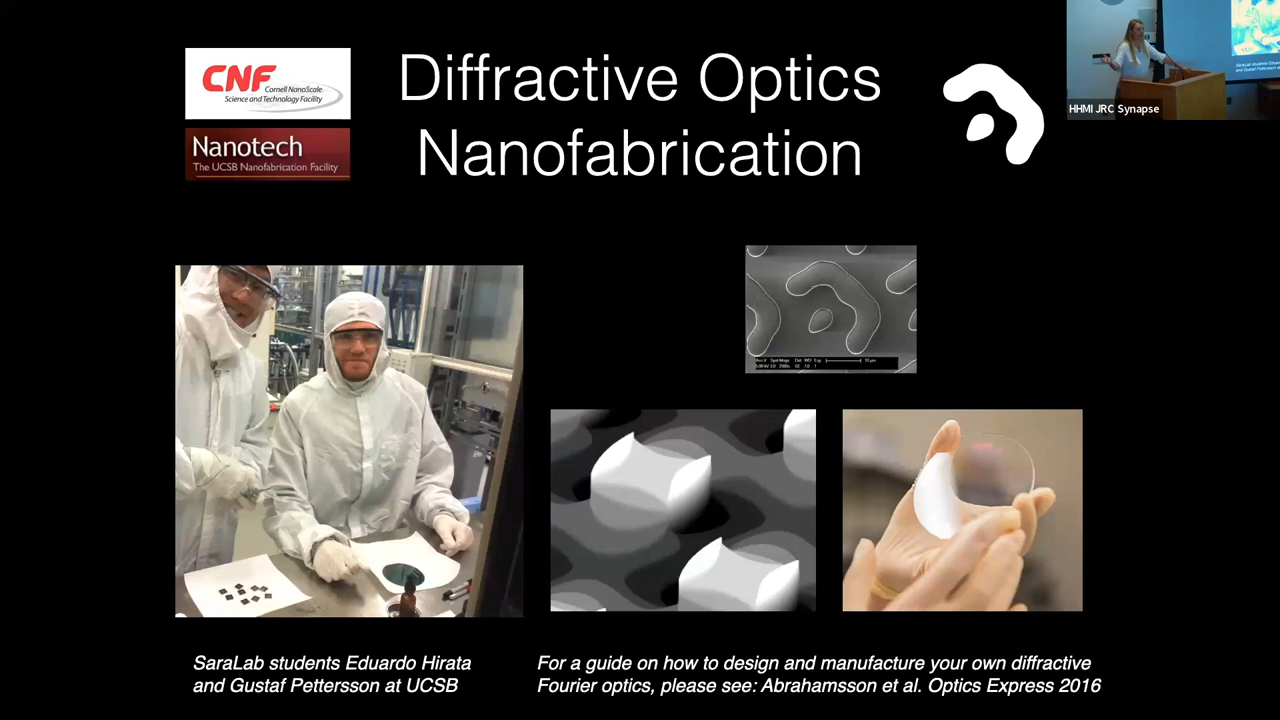 CNF
Cornell NanoScale
Science and Technology Facility
Nanotech
The UCSB Nanofabrication Facility
Diffractive Optics
Nanofabrication
HHMI JRC Synapse
SaraLab students Eduardo Hirata
and Gustaf Pettersson at UCSB
For a guide on how to design and manufacture your own diffractive
Fourier optics, please see: Abrahamsson et al. Optics Express 2016